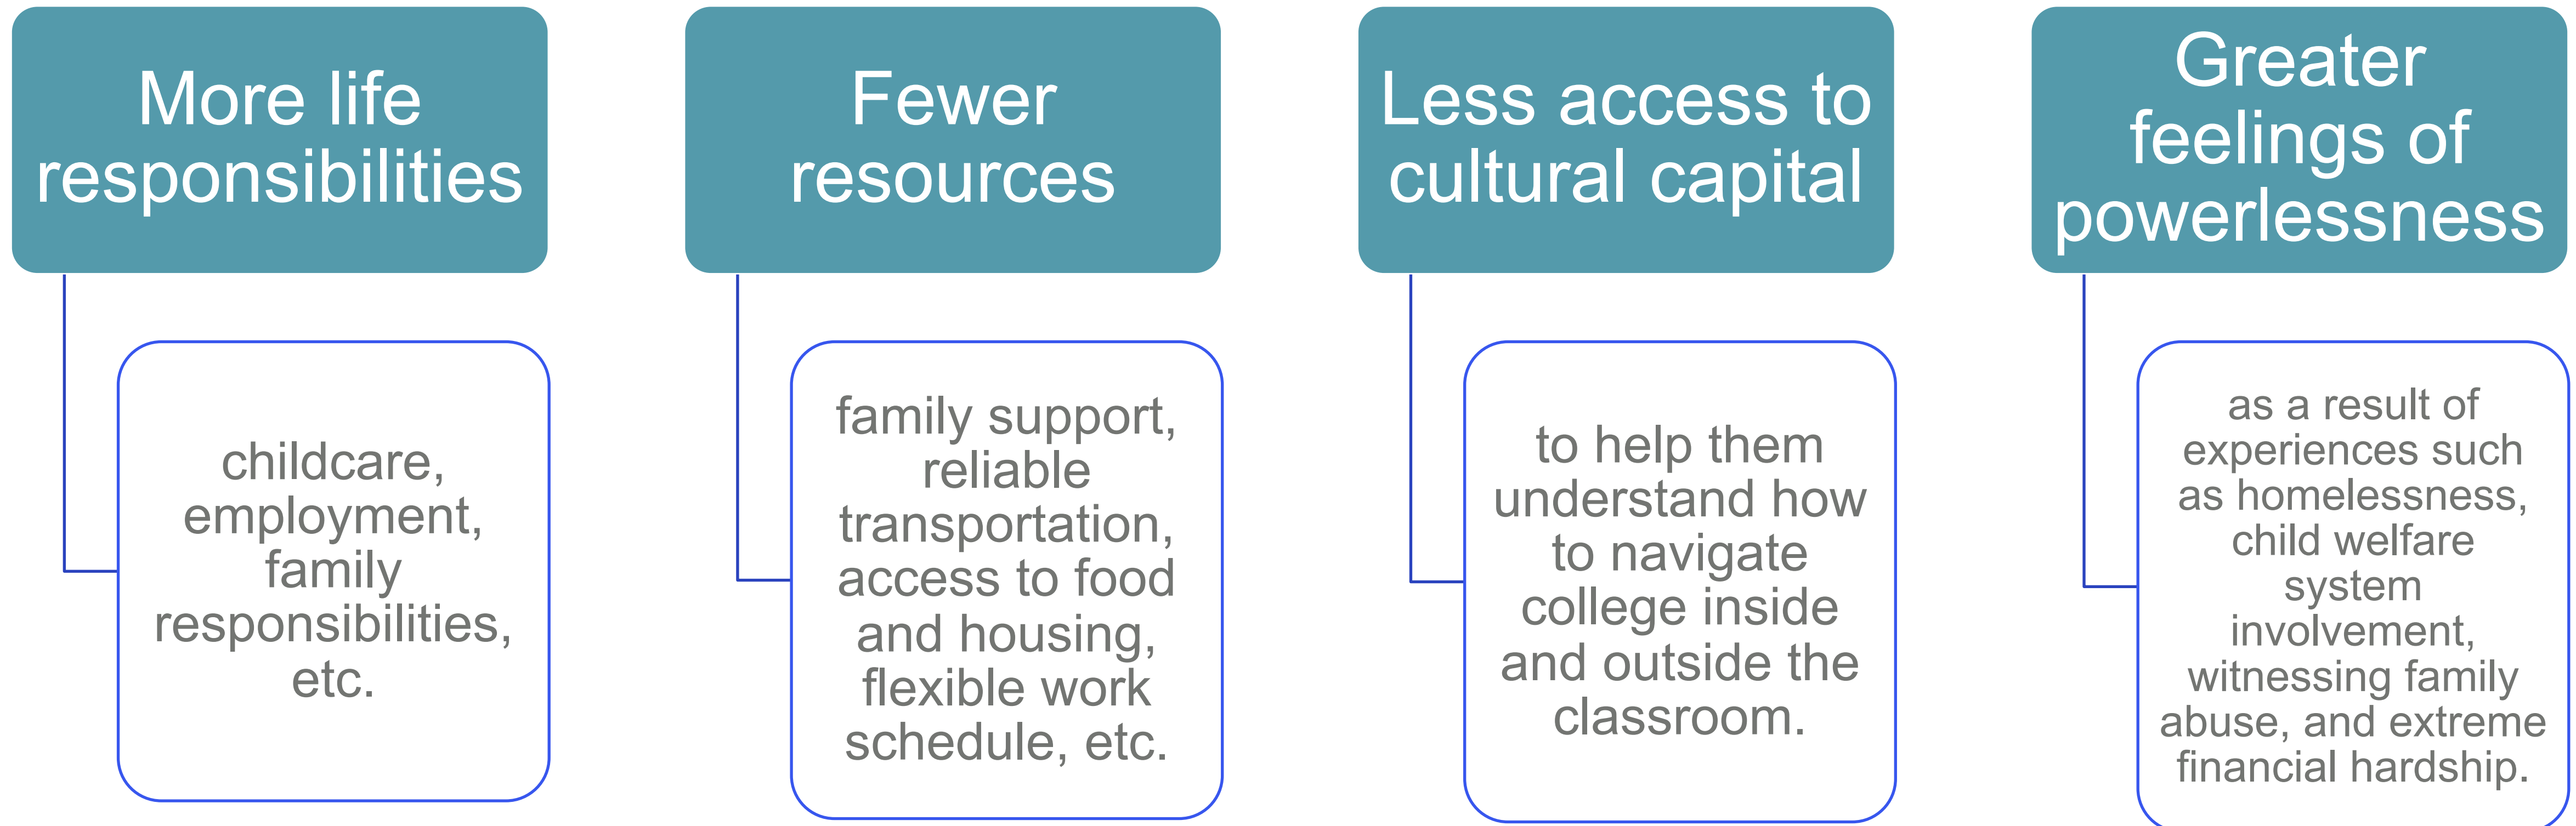 More life
responsibilities
childcare,
employment,
family
responsibilities,
etc.
Fewer
resources
family support,
reliable
transportation,
access to food
and housing,
flexible work
schedule, etc.
Less access to
cultural capital
to help them
understand how
to navigate
college inside
and outside the
classroom.
Greater
feelings of
powerlessness
as a result of
experiences such
as homelessness,
child welfare
system
involvement,
witnessing family
abuse, and extreme
financial hardship.